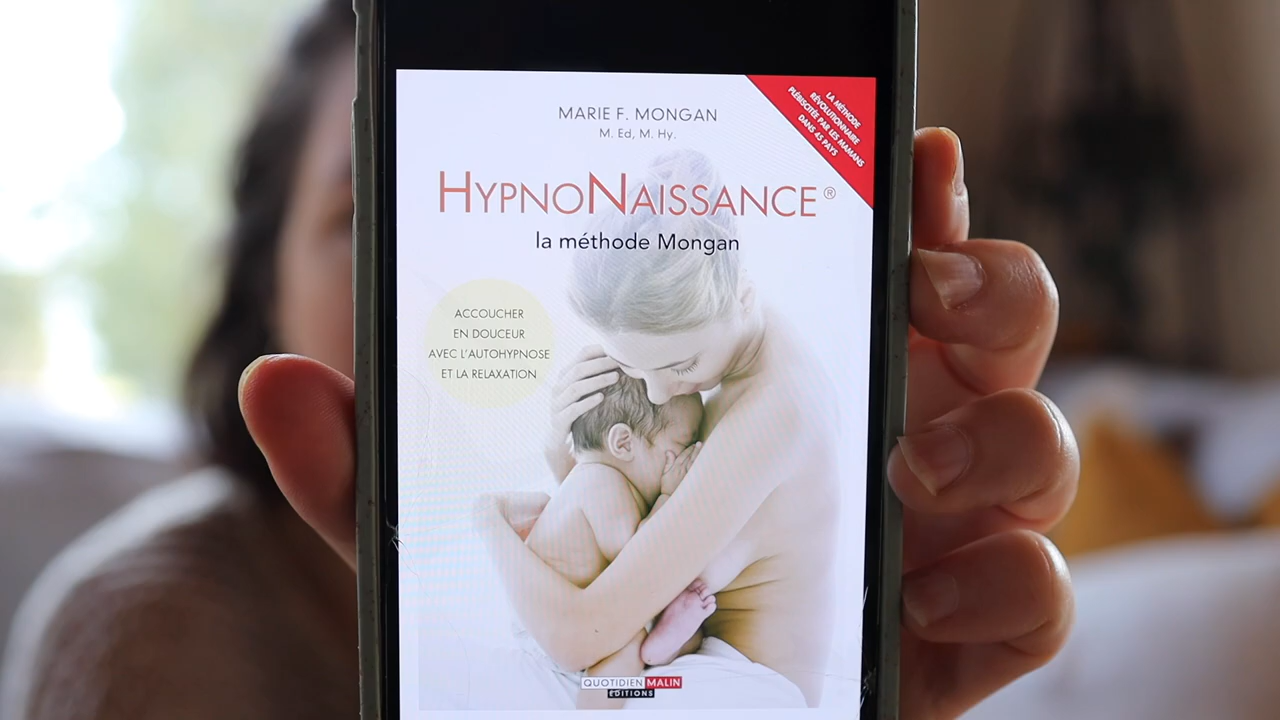 MARIE F. MONGAN
M. Ed, M. Hy.
LA MÉTHODE
RÉVOLUTIONNAIRE
PLÉBISCITÉE PAR LES MAMANS
DANS 45 PAYS
HYPNONAISSANCE®
la méthode Mongan
ACCOUCHER
EN DOUCEUR
AVEC L'AUTOHYPNOSE
ET LA RELAXATION
QUOTIDIEN MALIN
ÉDITIONS